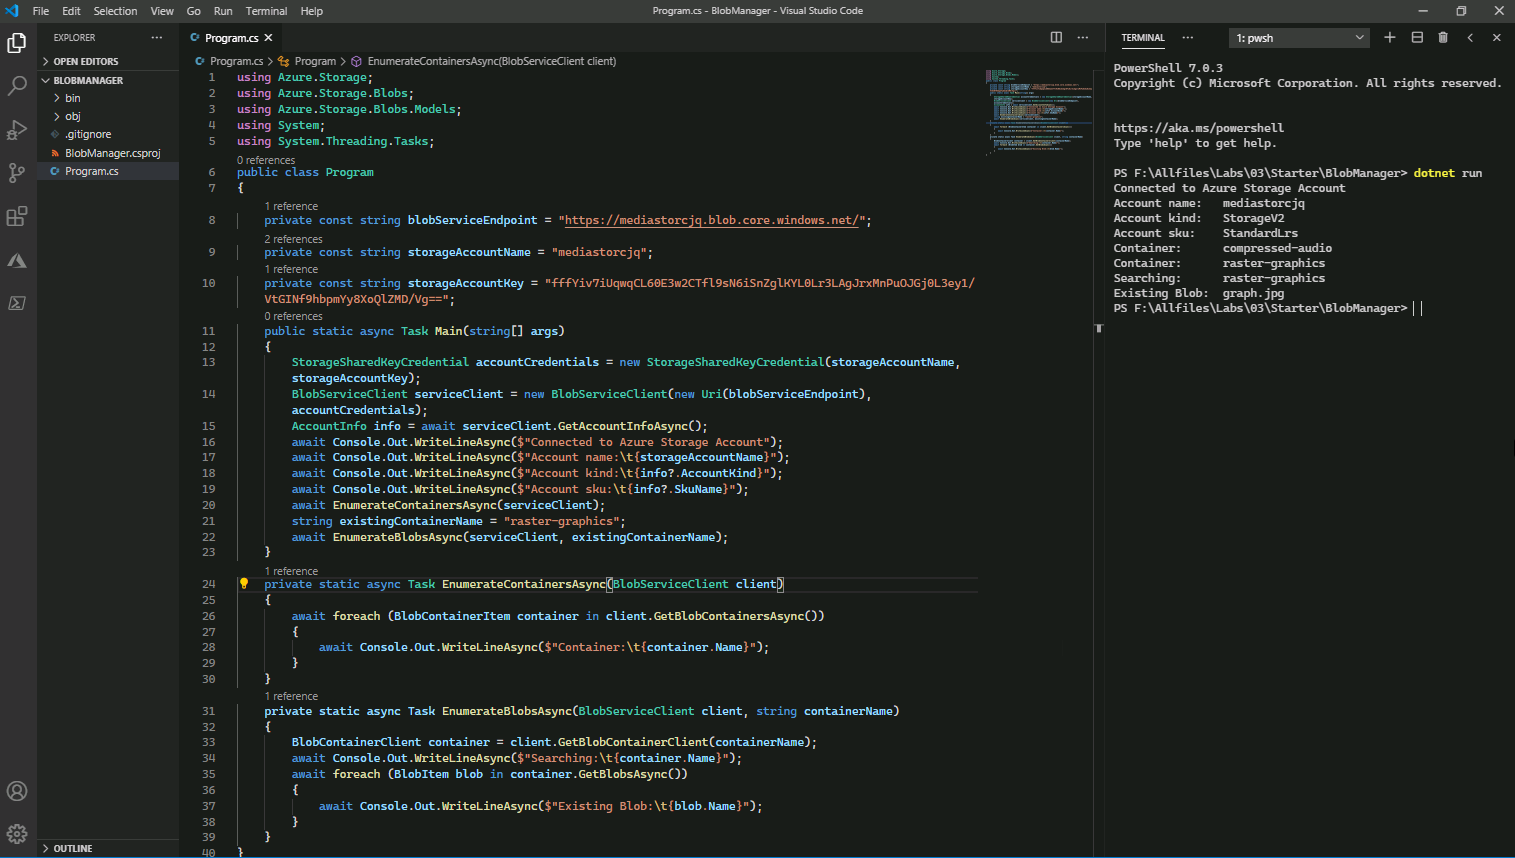 File Edit Selection View Go Run Terminal Help
Program.cs - BlobManager - Visual Studio Code
EXPLORER
OPEN EDITORS
BLOBMANAGER
bin
obj
.gitignore
BlobManager.csproj
Program.cs
OUTLINE
Program.cs
Program.cs > Program > EnumerateContainersAsync(BlobServiceClient client)
1 using Azure.Storage;
2 using Azure.Storage.Blobs;
3 using Azure.Storage.Blobs.Models;
4 using System;
5 using System.Threading.Tasks;
0 references
6 public class Program
7 {
1 reference
8 private const string blobServiceEndpoint = "https://mediastorcjq.blob.core.windows.net/";
2 references
9 private const string storageAccountName = "mediastorcjq";
1 reference
10 private const string storageAccountKey = "fffYiv7iUqwqCL60E3w2CTfl9sN6iSnZglKYL0Lr3LAgJrxMnPuOJGj0L3ey1/
VtGINf9hbpmYy8XoQlZMD/Vg==";
0 references
11 public static async Task Main(string[] args)
12 {
13 StorageSharedKeyCredential accountCredentials = new StorageSharedKeyCredential(storageAccountName,
storageAccountKey);
14 BlobServiceClient serviceClient = new BlobServiceClient(new Uri(blobServiceEndpoint),
accountCredentials);
15 AccountInfo info = await serviceClient.GetAccountInfoAsync();
16 await Console.Out.WriteLineAsync($"Connected to Azure Storage Account");
17 await Console.Out.WriteLineAsync($"Account name:\t{storageAccountName}");
18 await Console.Out.WriteLineAsync($"Account kind:\t{info?.AccountKind}");
19 await Console.Out.WriteLineAsync($"Account sku:\t{info?.SkuName}");
20 await EnumerateContainersAsync(serviceClient);
21 string existingContainerName = "raster-graphics";
22 await EnumerateBlobsAsync(serviceClient, existingContainerName);
23 }
1 reference
24 private static async Task EnumerateContainersAsync(BlobServiceClient client)
25 {
26 await foreach (BlobContainerItem container in client.GetBlobContainersAsync())
27 {
28 await Console.Out.WriteLineAsync($"Container:\t{container.Name}");
29 }
30 }
1 reference
31 private static async Task EnumerateBlobsAsync(BlobServiceClient client, string containerName)
32 {
33 BlobContainerClient container = client.GetBlobContainerClient(containerName);
34 await Console.Out.WriteLineAsync($"Searching:\t{container.Name}");
35 await foreach (BlobItem blob in container.GetBlobsAsync())
36 {
37 await Console.Out.WriteLineAsync($"Existing Blob:\t{blob.Name}");
38 }
39 }
40 }
TERMINAL
1: pwsh
PowerShell 7.0.3
Copyright (c) Microsoft Corporation. All rights reserved.
https://aka.ms/powershell
Type 'help' to get help.
PS F:\Allfiles\Labs\03\Starter\BlobManager> dotnet run
Connected to Azure Storage Account
Account name: mediastorcjq
Account kind: StorageV2
Account sku: StandardLrs
Container: compressed-audio
Container: raster-graphics
Searching: raster-graphics
Existing Blob: graph.jpg
PS F:\Allfiles\Labs\03\Starter\BlobManager>